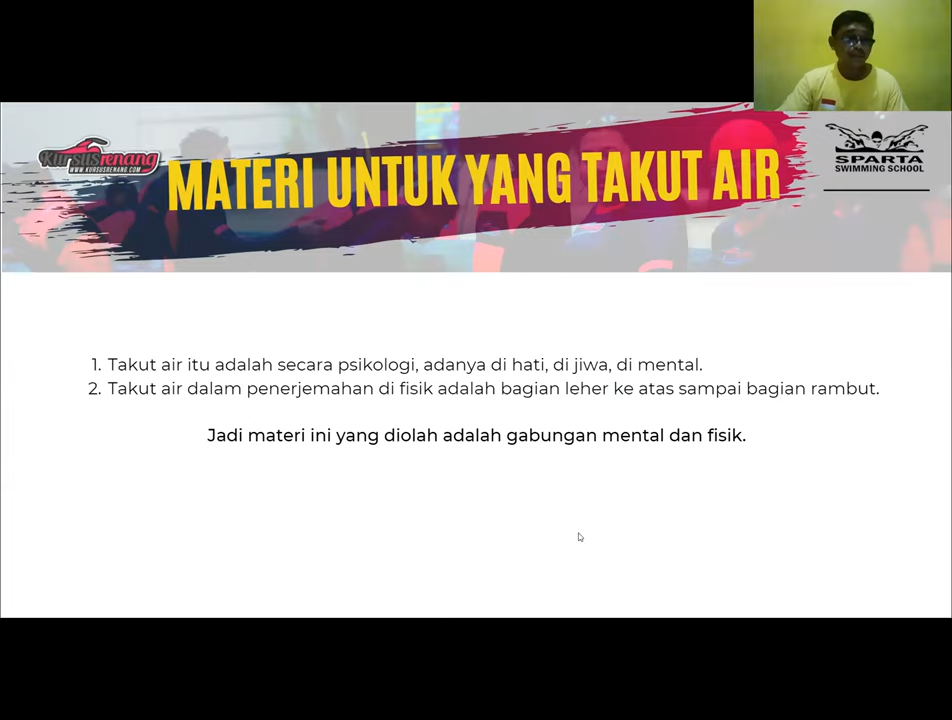 Kursusrenang
WWW.KURSUSRENANG.COM
MATERI UNTUK YANG TAKUT AIR
SPARTA
SWIMMING SCHOOL
1. Takut air itu adalah secara psikologi, adanya di hati, di jiwa, di mental.
2. Takut air dalam penerjemahan di fisik adalah bagian leher ke atas sampai bagian rambut.
Jadi materi ini yang diolah adalah gabungan mental dan fisik.